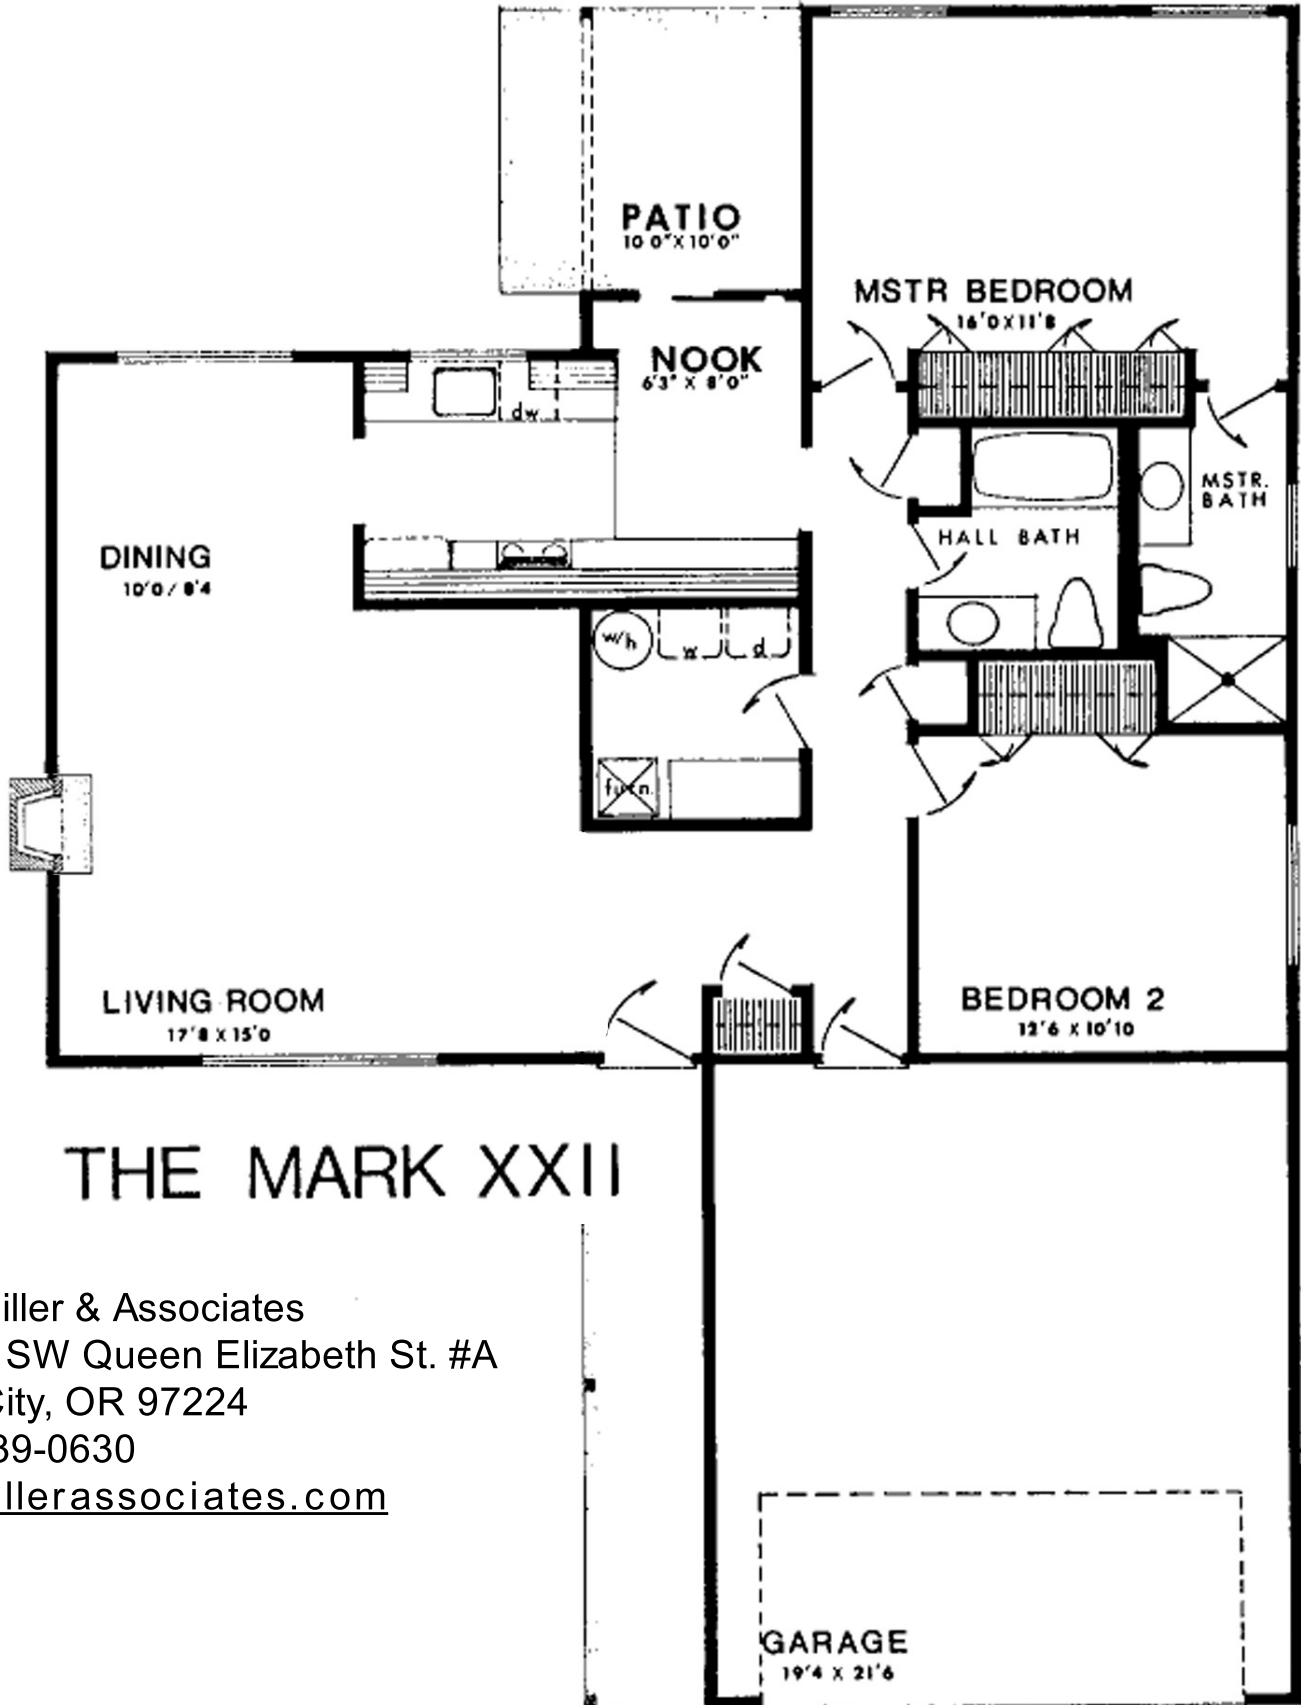 PATIO
10'0"X10'0"
MSTR BEDROOM
16'0X11'8
NOOK
6'3" X 8'0"
dw
MSTR.
BATH
HALL BATH
DINING
10'0/8'4
w/h
w
d
furn.
LIVING ROOM
17'8 X 15'0
BEDROOM 2
12'6 X 10'10
THE MARK XXII
iller & Associates
SW Queen Elizabeth St. #A
City, OR 97224
39-0630
llerassociates.com
GARAGE
19'4 X 21'6